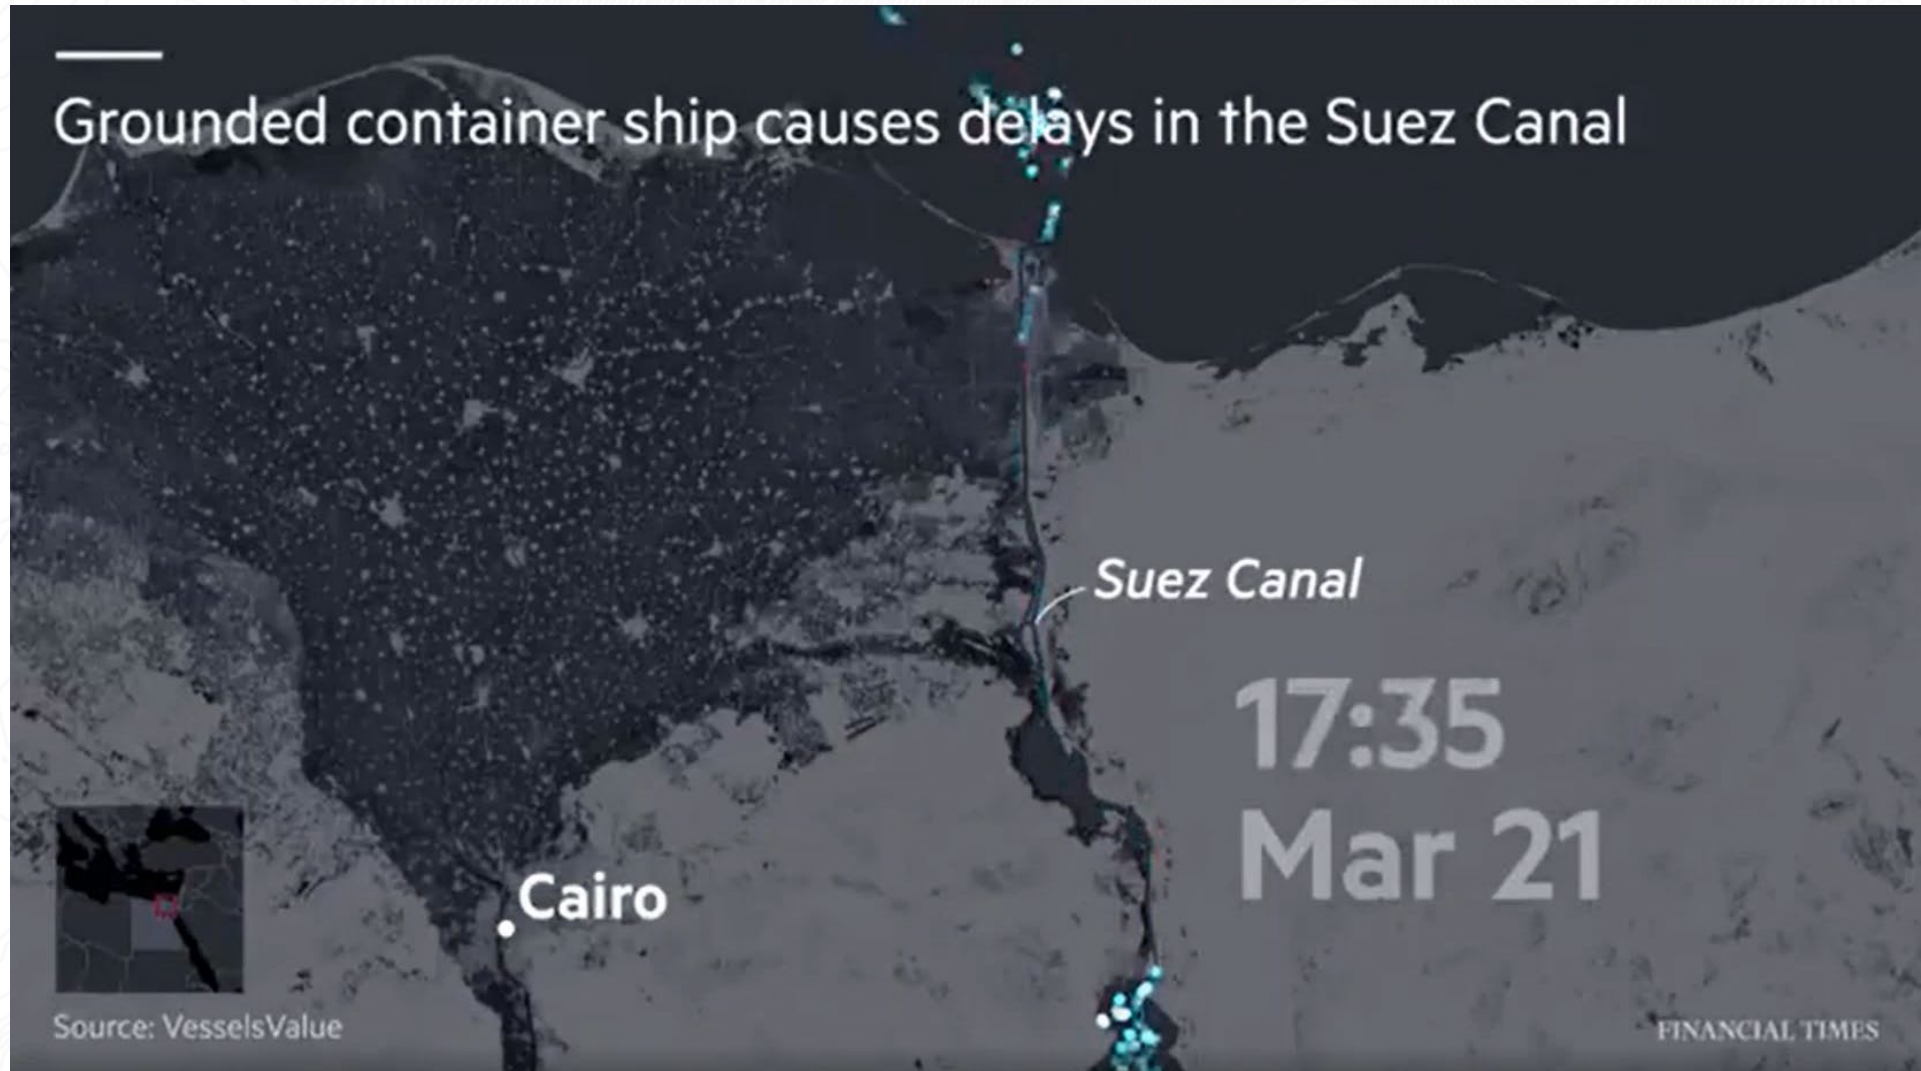 Grounded container ship causes delays in the Suez Canal
Suez Canal
17:35
Mar 21
Cairo
Source: VesselsValue
FINANCIAL TIMES